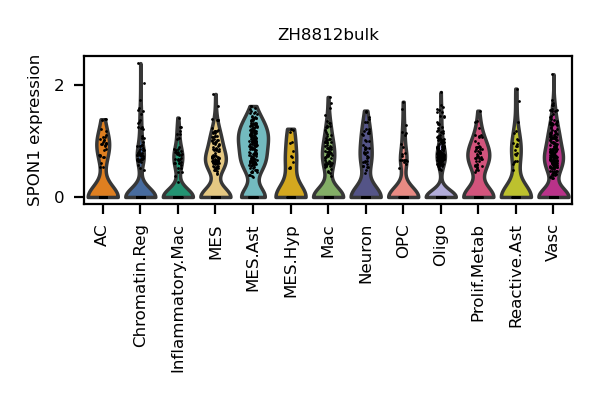 ZH8812bulk
SPON1 expression
2
0
AC
Chromatin.Reg
Inflammatory.Mac
MES
MES.Ast
MES.Hyp
Mac
Neuron
OPC
Oligo
Prolif.Metab
Reactive.Ast
Vasc